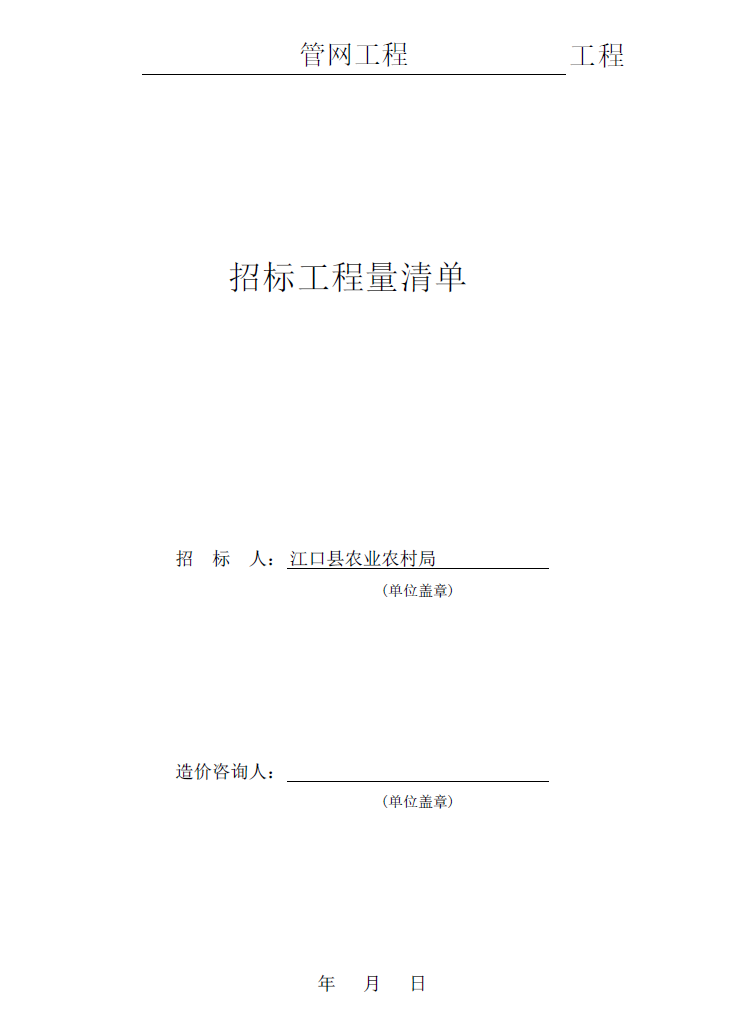 管网工程 工程
招标工程量清单
招 标 人：江口县农业农村局
(单位盖章)
造价咨询人：
(单位盖章)
年 月 日